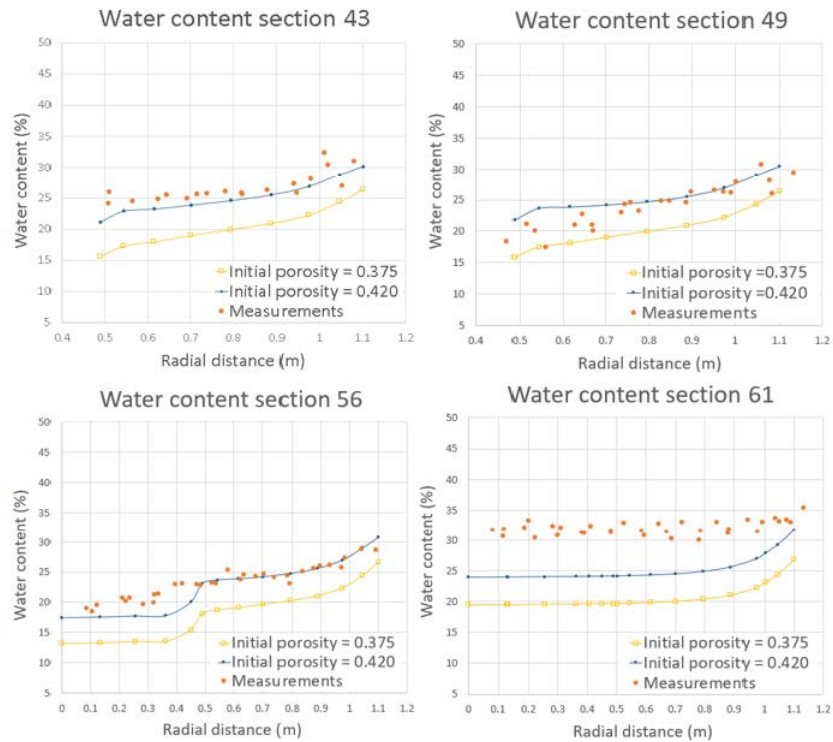 Water content section 43
50
45
40
35
30
25
20
15
10
5
Water content (%)
Initial porosity = 0.375
Initial porosity = 0.420
Measurements
0.4 0.5 0.6 0.7 0.8 0.9 1 1.1 1.2
Radial distance (m)
Water content section 49
50
45
40
35
30
25
20
15
10
5
Water content (%)
Initial porosity =0.375
Initial porosity =0.420
Measurements
0.4 0.5 0.6 0.7 0.8 0.9 1 1.1 1.2
Radial distance (m)
Water content section 56
50
45
40
35
30
25
20
15
10
5
Water content (%)
Initial porosity = 0.375
Initial porosity = 0.420
Measurements
0 0.1 0.2 0.3 0.4 0.5 0.6 0.7 0.8 0.9 1 1.1
Radial distance (m)
Water content section 61
50
45
40
35
30
25
20
15
10
5
Water content (%)
Initial porosity = 0.375
Initial porosity = 0.420
Measurements
0 0.1 0.2 0.3 0.4 0.5 0.6 0.7 0.8 0.9 1 1.1 1.2
Radial distance (m)